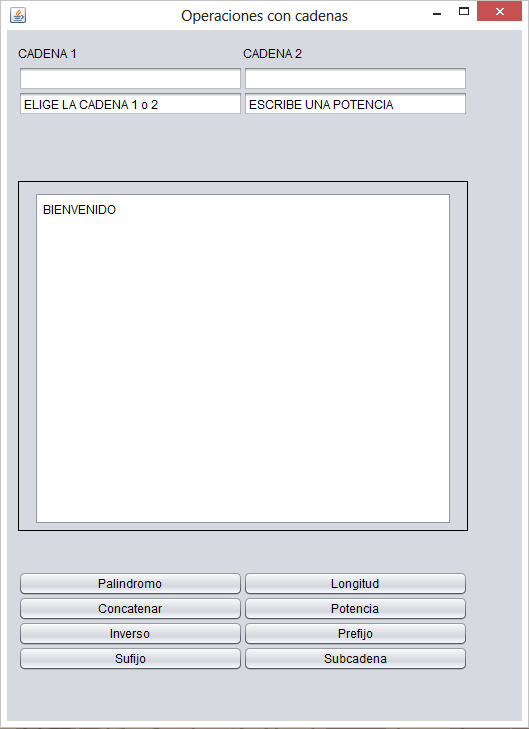 Operaciones con cadenas
CADENA 1 CADENA 2
ELIGE LA CADENA 1 o 2 ESCRIBE UNA POTENCIA
BIENVENIDO
Palindromo Longitud
Concatenar Potencia
Inverso Prefijo
Sufijo Subcadena